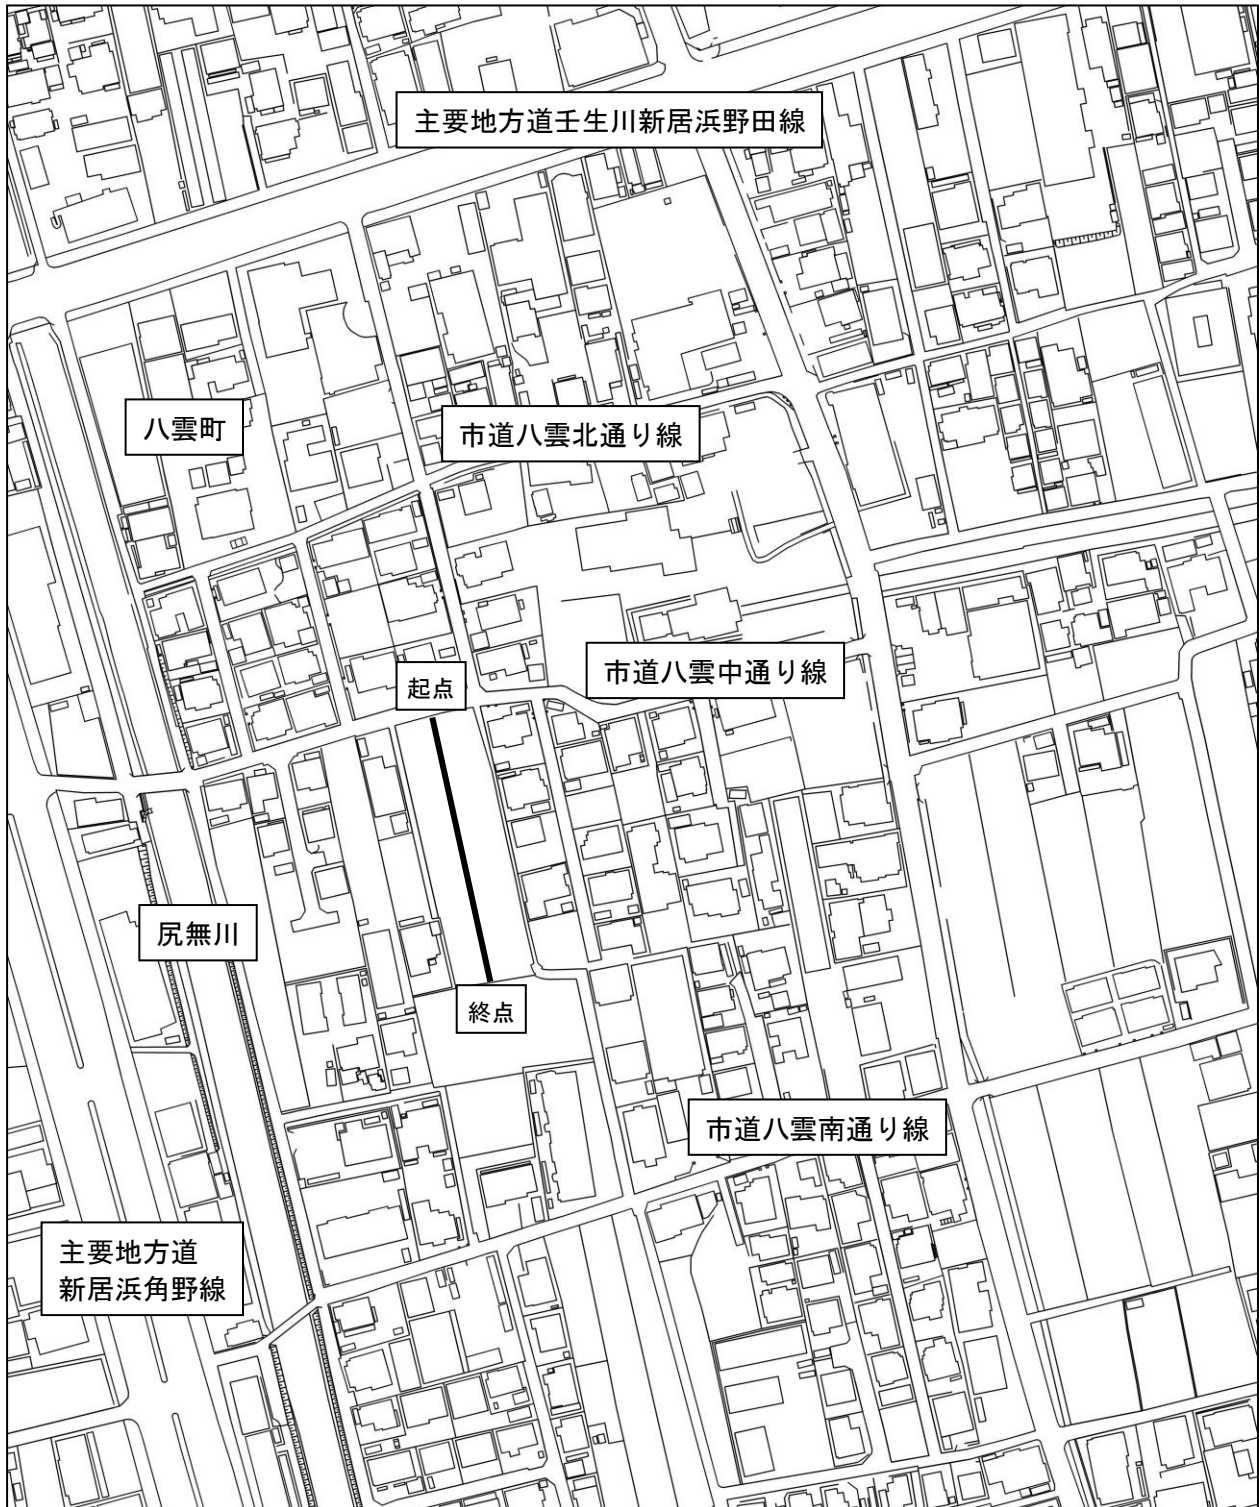 主要地方道壬生川新居浜野田線
八雲町
市道八雲北通り線
市道八雲中通り線
起点
尻無川
終点
市道八雲南通り線
主要地方道
新居浜角野線